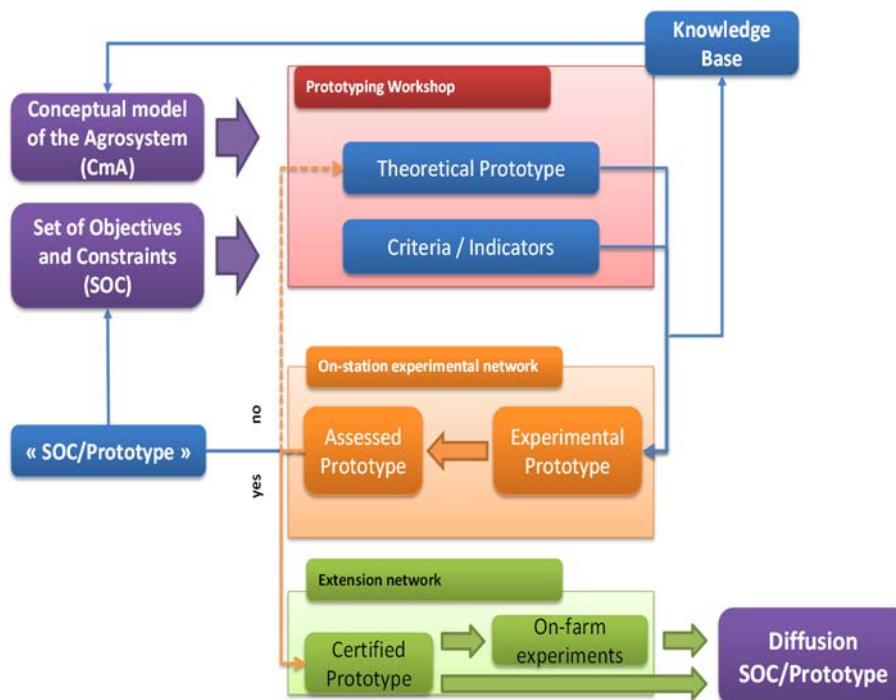 Knowledge
Base
Prototyping Workshop
Conceptual model
of the Agrosystem
(CmA)
Theoretical Prototype
Set of Objectives
and Constraints
(SOC)
Criteria / Indicators
On-station experimental network
no
« SOC/Prototype »
Assessed
Prototype
Experimental
Prototype
yes
Extension network
Certified
Prototype
On-farm
experiments
Diffusion
SOC/Prototype